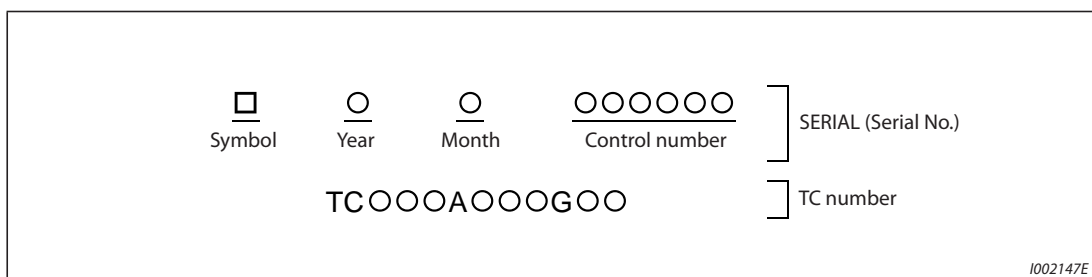 □ ○ ○ ○○○○○○
Symbol Year Month Control number
SERIAL (Serial No.)
TC○○○A○○○G○○
TC number
I002147E